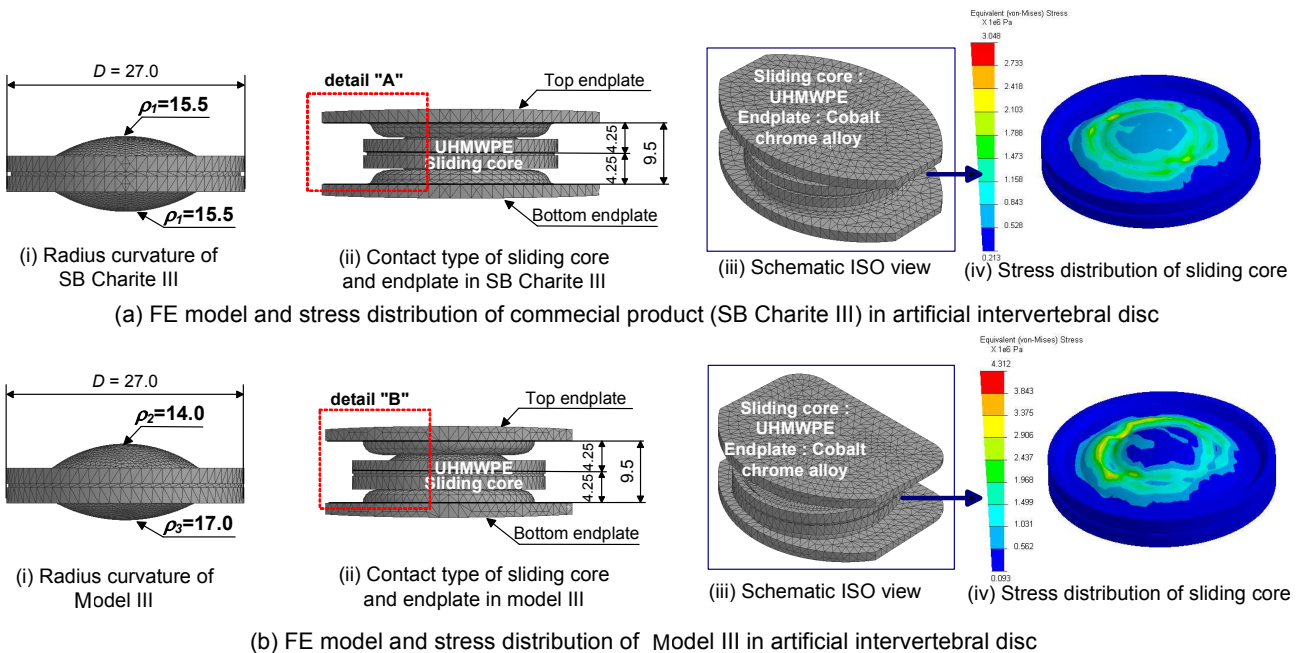 D = 27.0
ρ1=15.5
ρ1=15.5
(i) Radius curvature of
SB Charite III
detail "A"
Top endplate
UHMWPE
Sliding core
4.25
4.25
9.5
Bottom endplate
(ii) Contact type of sliding core
and endplate in SB Charite III
Sliding core :
UHMWPE
Endplate : Cobalt
chrome alloy
(iii) Schematic ISO view
Equivalent (von-Mises) Stress
X 1e6 Pa
3.048
2.733
2.418
2.103
1.788
1.473
1.158
0.843
0.528
0.213
(iv) Stress distribution of sliding core
(a) FE model and stress distribution of commecial product (SB Charite III) in artificial intervertebral disc
D = 27.0
ρ2=14.0
ρ3=17.0
(i) Radius curvature of
Model III
detail "B"
Top endplate
UHMWPE
Sliding core
4.25
4.25
9.5
Bottom endplate
(ii) Contact type of sliding core
and endplate in model III
Sliding core :
UHMWPE
Endplate : Cobalt
chrome alloy
(iii) Schematic ISO view
Equivalent (von-Mises) Stress
X 1e6 Pa
4.312
3.843
3.375
2.906
2.437
1.968
1.499
1.031
0.562
0.093
(iv) Stress distribution of sliding core
(b) FE model and stress distribution of Model III in artificial intervertebral disc